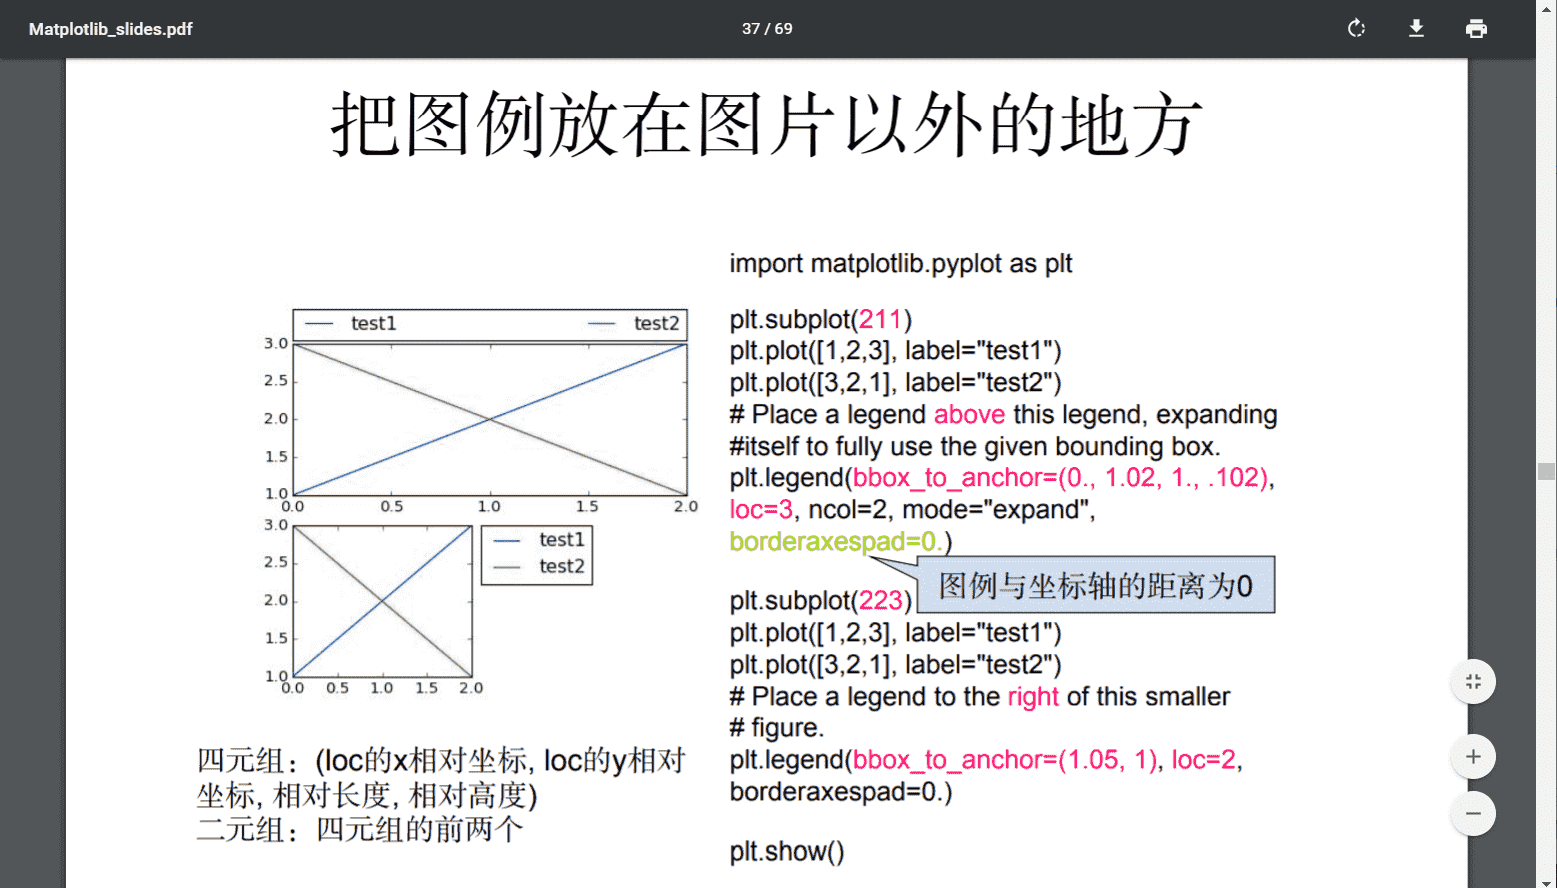 Matplotlib_slides.pdf
37 / 69
把图例放在图片以外的地方
import matplotlib.pyplot as plt
plt.subplot(211)
plt.plot([1,2,3], label="test1")
plt.plot([3,2,1], label="test2")
# Place a legend above this legend, expanding
#itself to fully use the given bounding box.
plt.legend(bbox_to_anchor=(0., 1.02, 1., .102),
loc=3, ncol=2, mode="expand",
borderaxespad=0.)
图例与坐标轴的距离为0
plt.subplot(223)
plt.plot([1,2,3], label="test1")
plt.plot([3,2,1], label="test2")
# Place a legend to the right of this smaller
# figure.
plt.legend(bbox_to_anchor=(1.05, 1), loc=2,
borderaxespad=0.)
plt.show()
test1 test2
3.0
2.5
2.0
1.5
1.0
0.0 0.5 1.0 1.5 2.0
3.0
2.5
2.0
1.5
1.0
0.0 0.5 1.0 1.5 2.0
test1
test2
四元组：(loc的x相对坐标, loc的y相对
坐标, 相对长度, 相对高度)
二元组：四元组的前两个